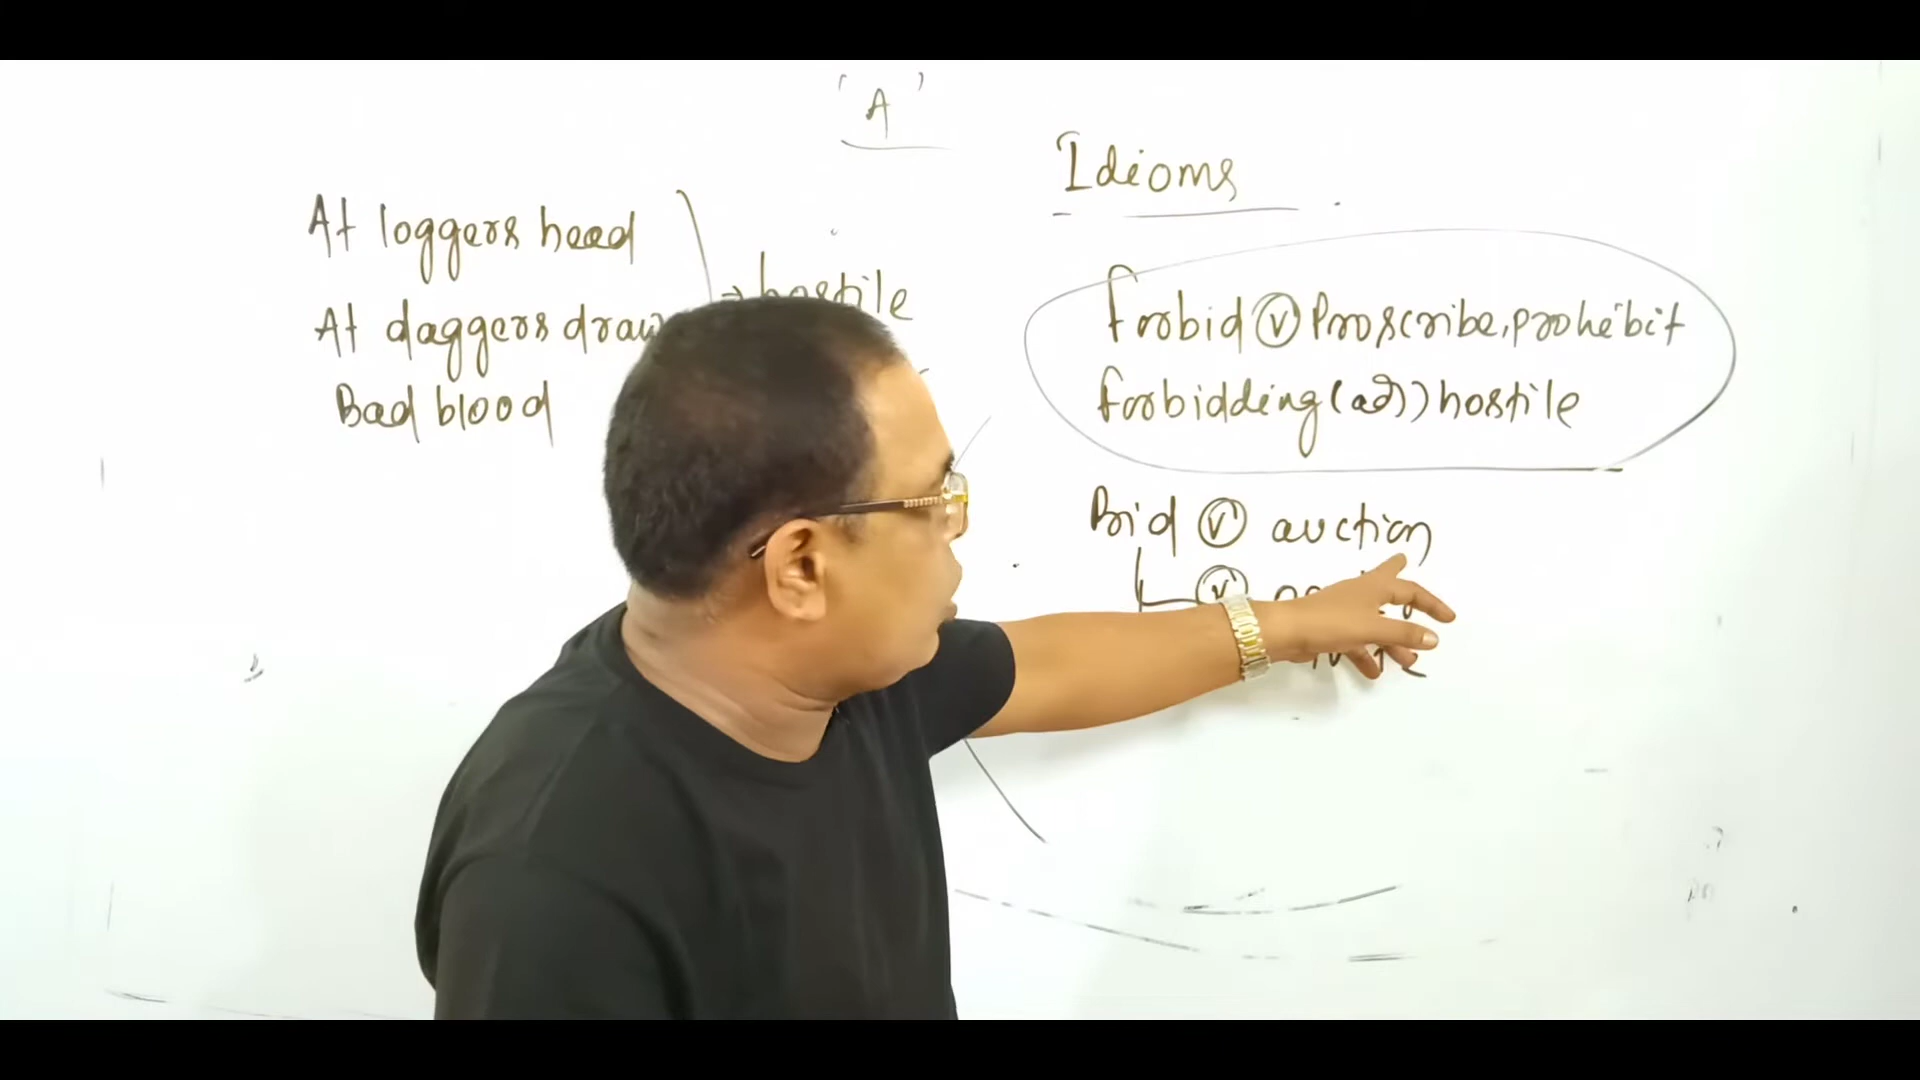 'A'
Idioms
At loggers head
At daggers draw
Bad blood
→ hostile
forbid (v) Proscribe, prohibit
forbidding (adj) hostile
Bid (v) auction
(v)